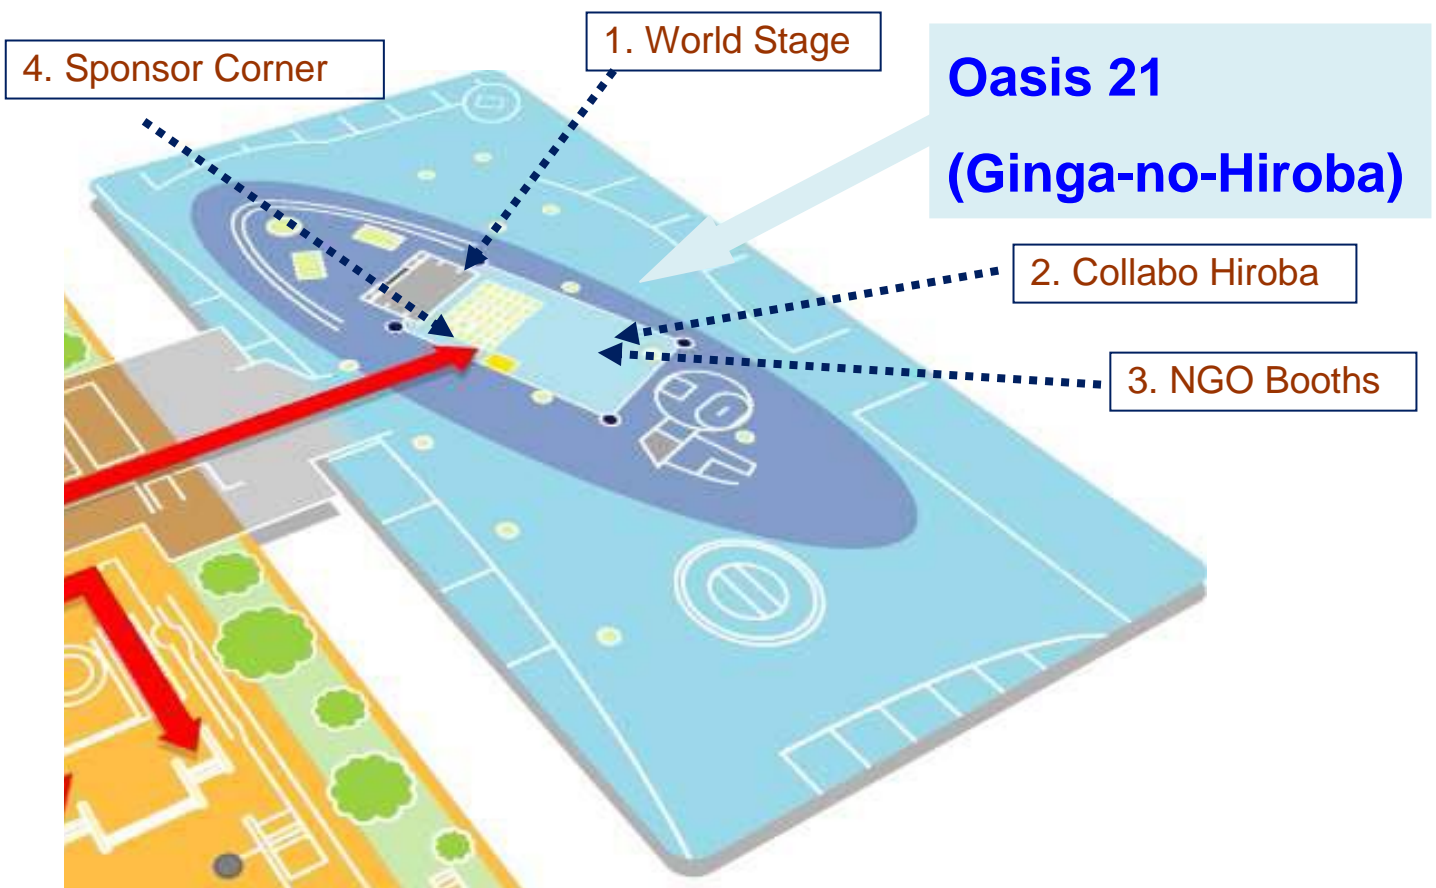 1. World Stage
4. Sponsor Corner
Oasis 21
(Ginga-no-Hiroba)
2. Collabo Hiroba
3. NGO Booths